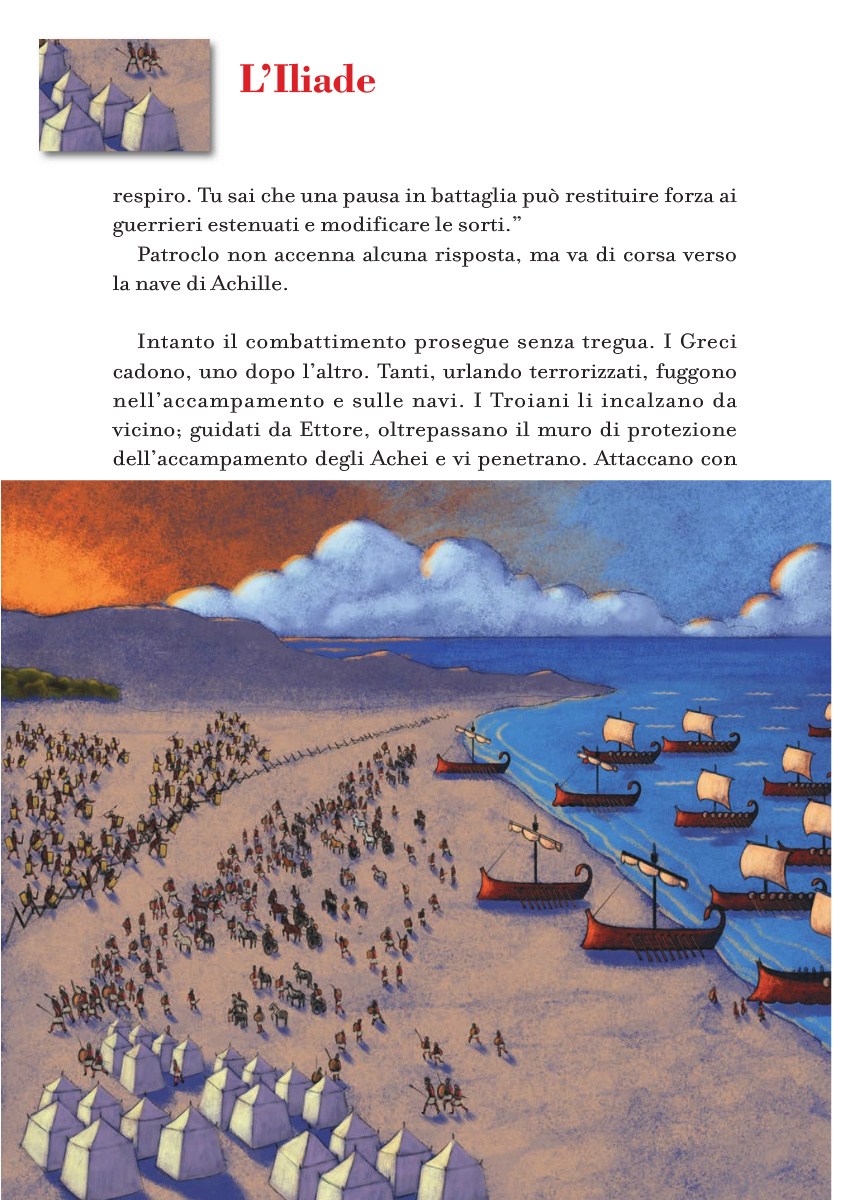 L’Iliade
respiro. Tu sai che una pausa in battaglia può restituire forza ai
guerrieri estenuati e modificare le sorti.”
Patroclo non accenna alcuna risposta, ma va di corsa verso
la nave di Achille.
Intanto il combattimento prosegue senza tregua. I Greci
cadono, uno dopo l’altro. Tanti, urlando terrorizzati, fuggono
nell’accampamento e sulle navi. I Troiani li incalzano da
vicino; guidati da Ettore, oltrepassano il muro di protezione
dell’accampamento degli Achei e vi penetrano. Attaccano con